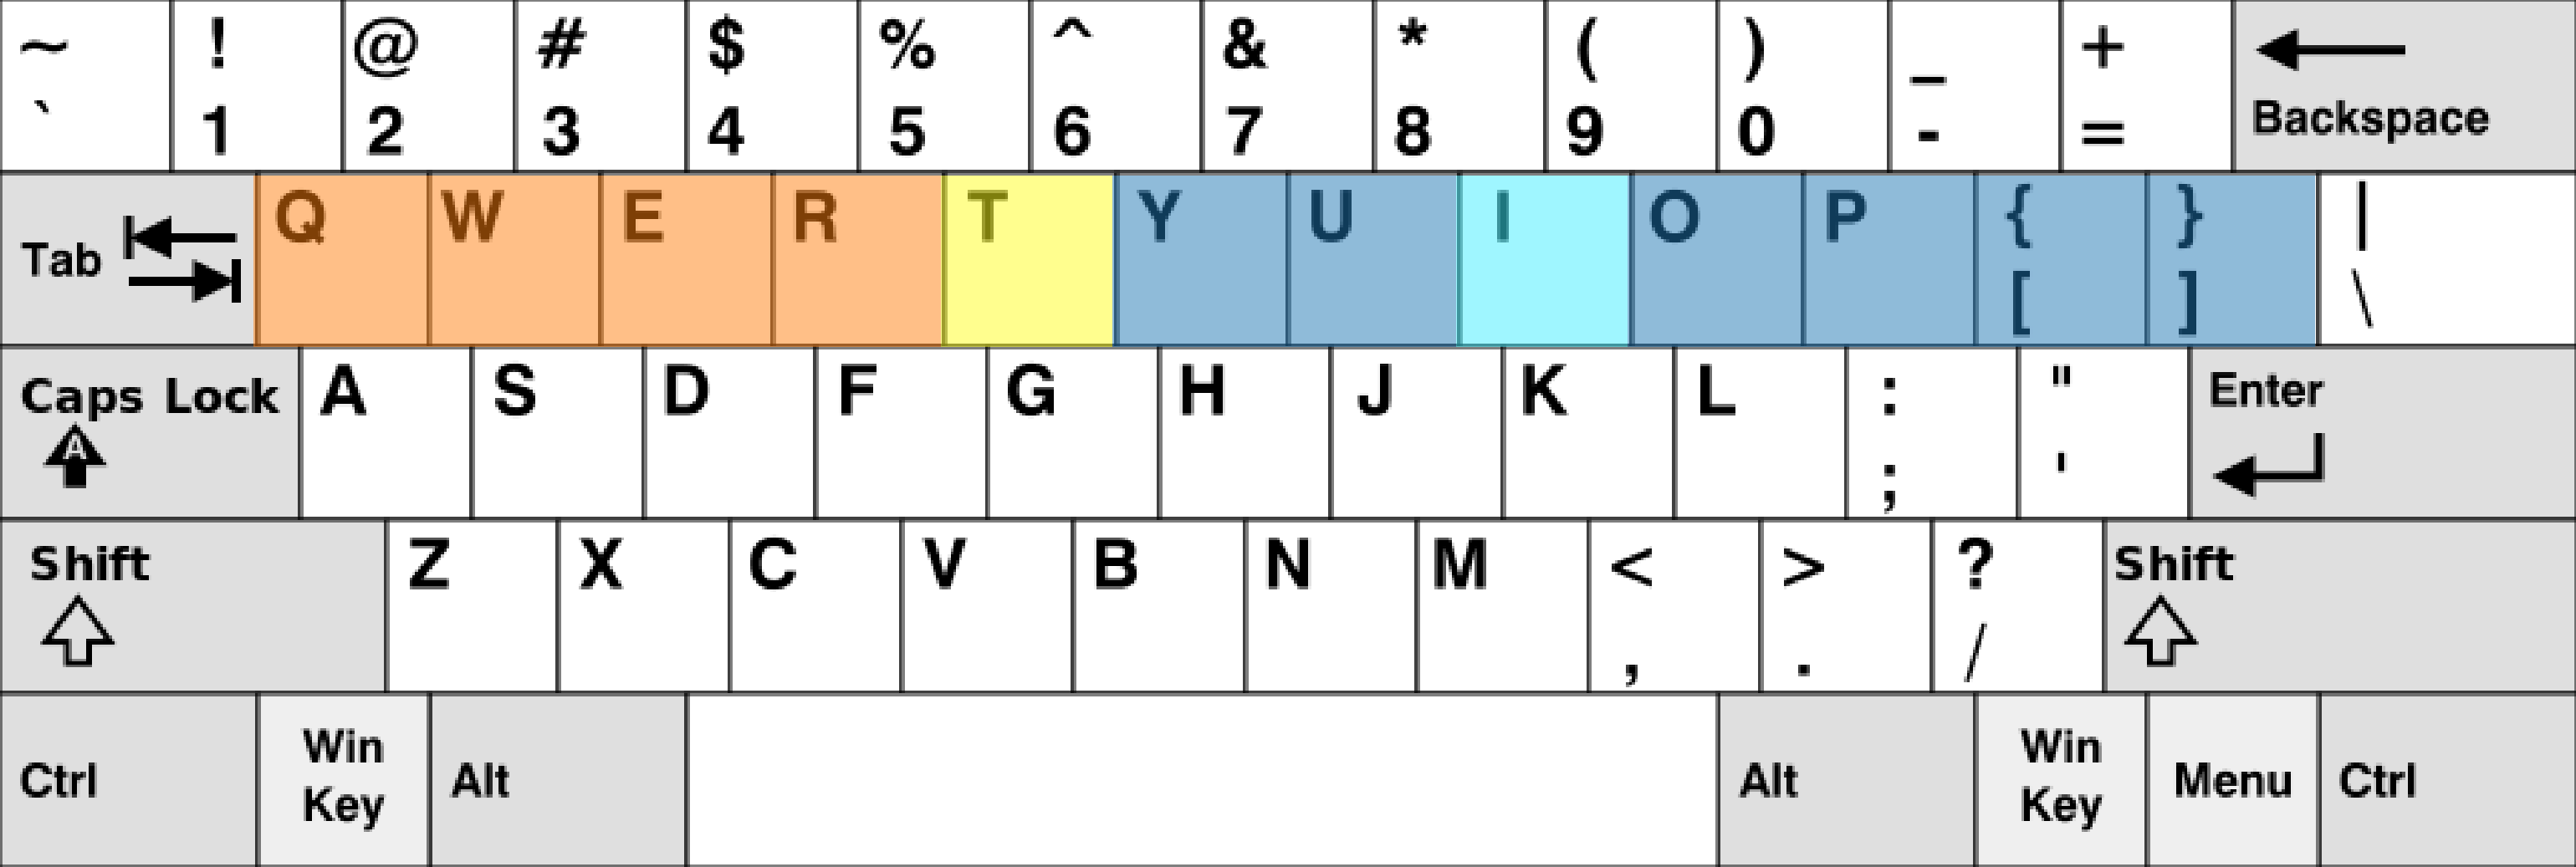 ~ ! @ # $ % ^ & * ( ) _ +
` 1 2 3 4 5 6 7 8 9 0 - = Backspace
Tab Q W E R T Y U I O P { } |
[ ] \
Caps Lock A S D F G H J K L : " Enter
A ; '
Shift Z X C V B N M < > ? Shift
, . /
Ctrl Win Key Alt Alt Win Key Menu Ctrl